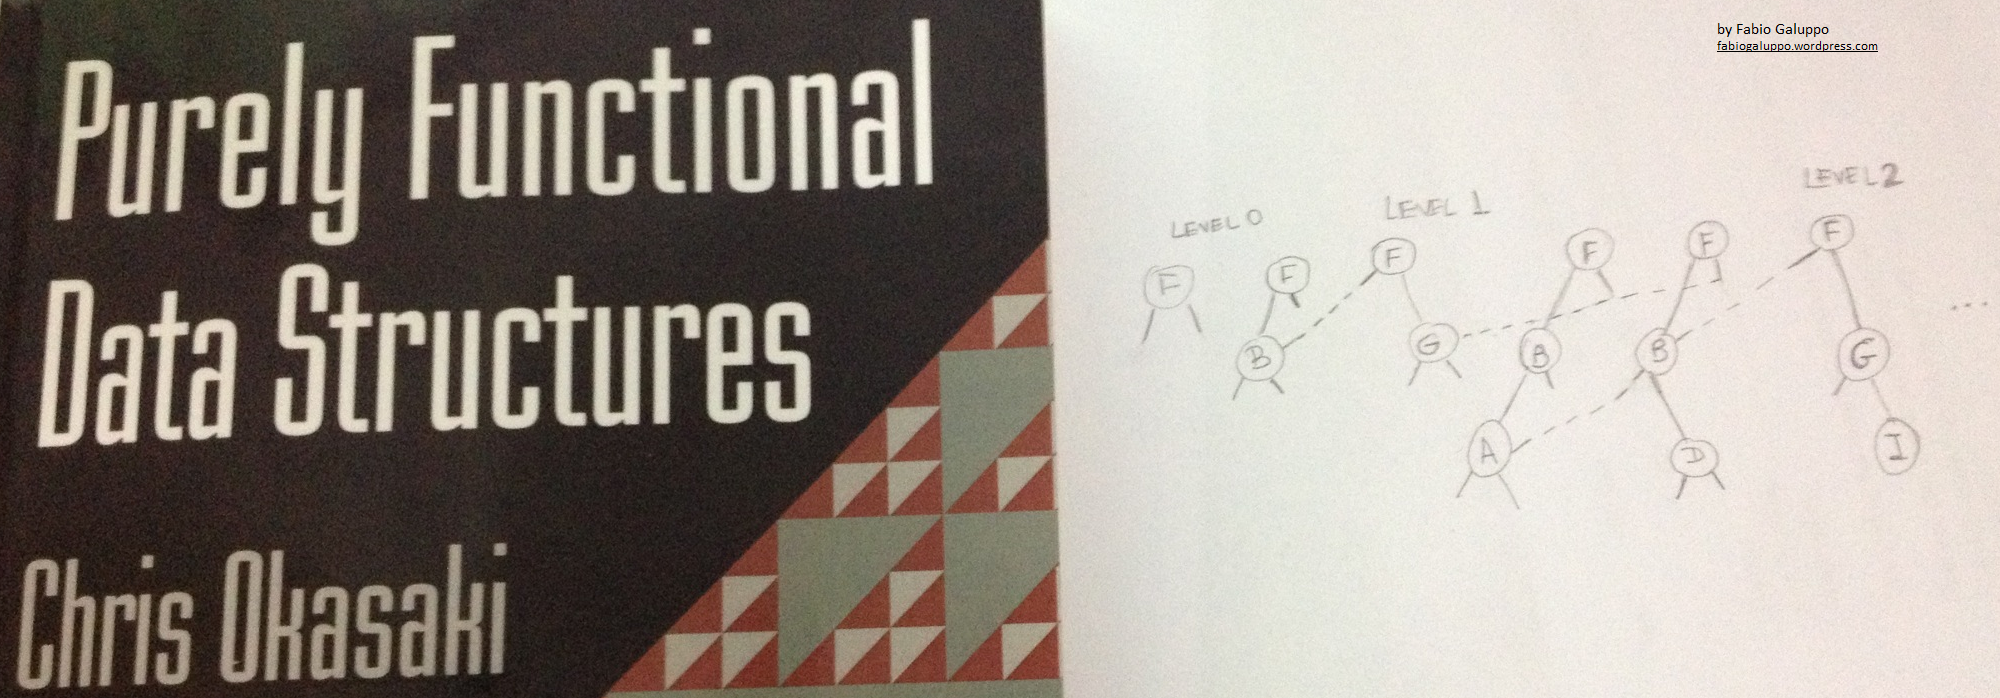 Purely Functional
Data Structures
Chris Okasaki
by Fabio Galuppo
fabiogaluppo.wordpress.com
LEVEL 0
LEVEL 1
LEVEL 2
F
F
F
F
F
F
B
G
B
B
G
A
D
I
...